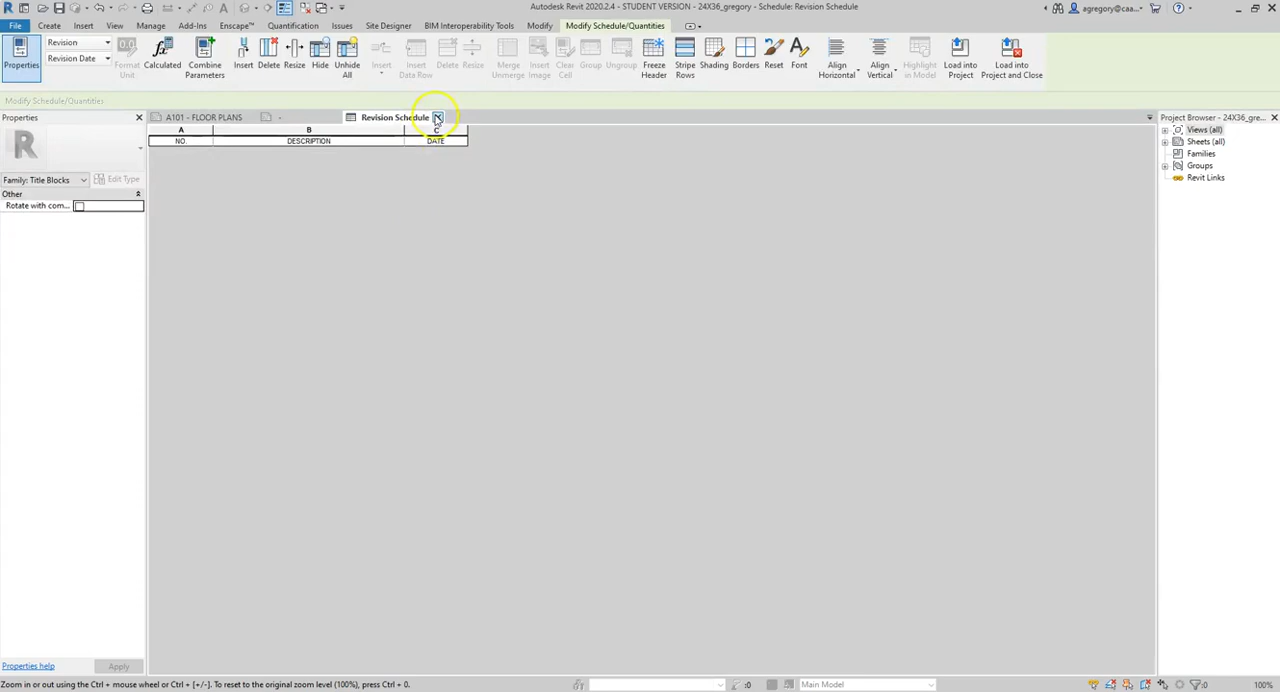 Autodesk Revit 2020.2.4 - STUDENT VERSION - 24X36_gregory - Schedule: Revision Schedule
agregory@caa...
File Create Insert View Manage Add-Ins Enscape™ Quantification Issues Site Designer BIM Interoperability Tools Modify Modify Schedule/Quantities
Properties
Revision
Revision Date
Format Unit
Calculated
Combine Parameters
Insert
Delete
Resize
Hide
Unhide All
Insert
Insert Data Row
Delete
Resize
Merge Unmerge
Insert Image
Clear Cell
Group
Ungroup
Freeze Header
Stripe Rows
Shading
Borders
Reset
Font
Align Horizontal
Align Vertical
Highlight in Model
Load into Project
Load into Project and Close
Modify Schedule/Quantities
Properties
A101 - FLOOR PLANS
-
Revision Schedule
Project Browser - 24X36_gre...
A B C
NO. DESCRIPTION DATE
Family: Title Blocks
Edit Type
Other
Rotate with com...
Views (all)
Sheets (all)
Families
Groups
Revit Links
Properties help
Apply
Zoom in or out using the Ctrl + mouse wheel or Ctrl + [+/-]. To reset to the original zoom level (100%), press Ctrl + 0.
:0
Main Model
:0
100%